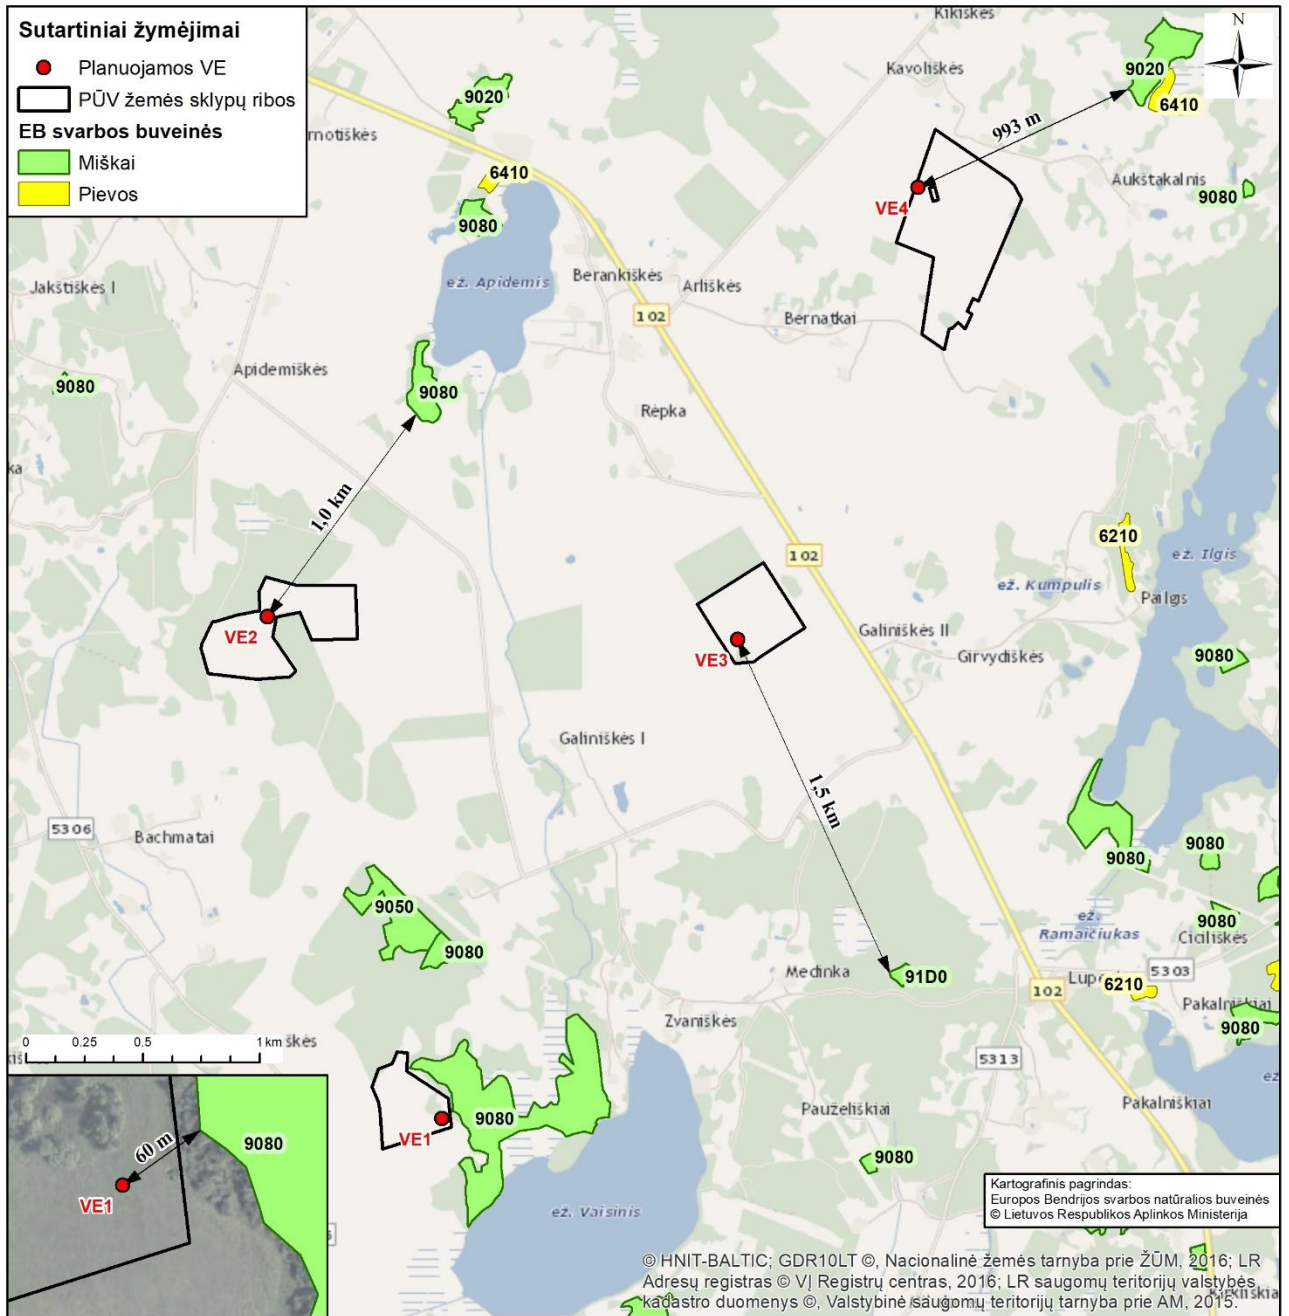 Sutartiniai žymėjimai
Planuojamos VE
PŪV žemės sklypų ribos
EB svarbos buveinės
Miškai
Pievos
N
Kikiškės
Kavoliškės
9020
6410
993 m
9020
rnotiškės
6410
9080
Aukštakalnis
9080
VE4
ež. Apidemis
Berankiškės
Arliškės
Jakštiškės I
102
Bernatkai
Apidemiškės
9080
9080
Rėpka
ka
1,0 km
102
6210
ež. Ilgis
ež. Kumpulis
Pailgis
VE2
VE3
Galiniškės II
Girvydiškės
9080
Galiniškės I
1,5 km
5306
Bachmatai
9080
9080
9050
9080
ež. Ramaičiukas
9080
Ciciliškės
Medinka
91D0
5303
102
6210
Pakalniškiai
9080
Zvaniškės
0 0.25 0.5 1 km
škės
5313
ež
9080
VE1
Pauželiškiai
Pakalniškiai
9080
60 m
9080
VE1
ež. Vaisinis
Kartografinis pagrindas:
Europos Bendrijos svarbos natūralios buveinės
© Lietuvos Respublikos Aplinkos Ministerija
© HNIT-BALTIC; GDR10LT ©, Nacionalinė žemės tarnyba prie ŽŪM, 2016; LR
Adresų registras © VĮ Registrų centras, 2016; LR saugomų teritorijų valstybės
kadastro duomenys ©, Valstybinė saugomų teritorijų tarnyba prie AM, 2015.